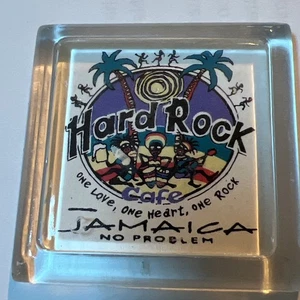 Hard Rock
Cafe
One Love, One Heart, One Rock
JAMAICA
NO PROBLEM